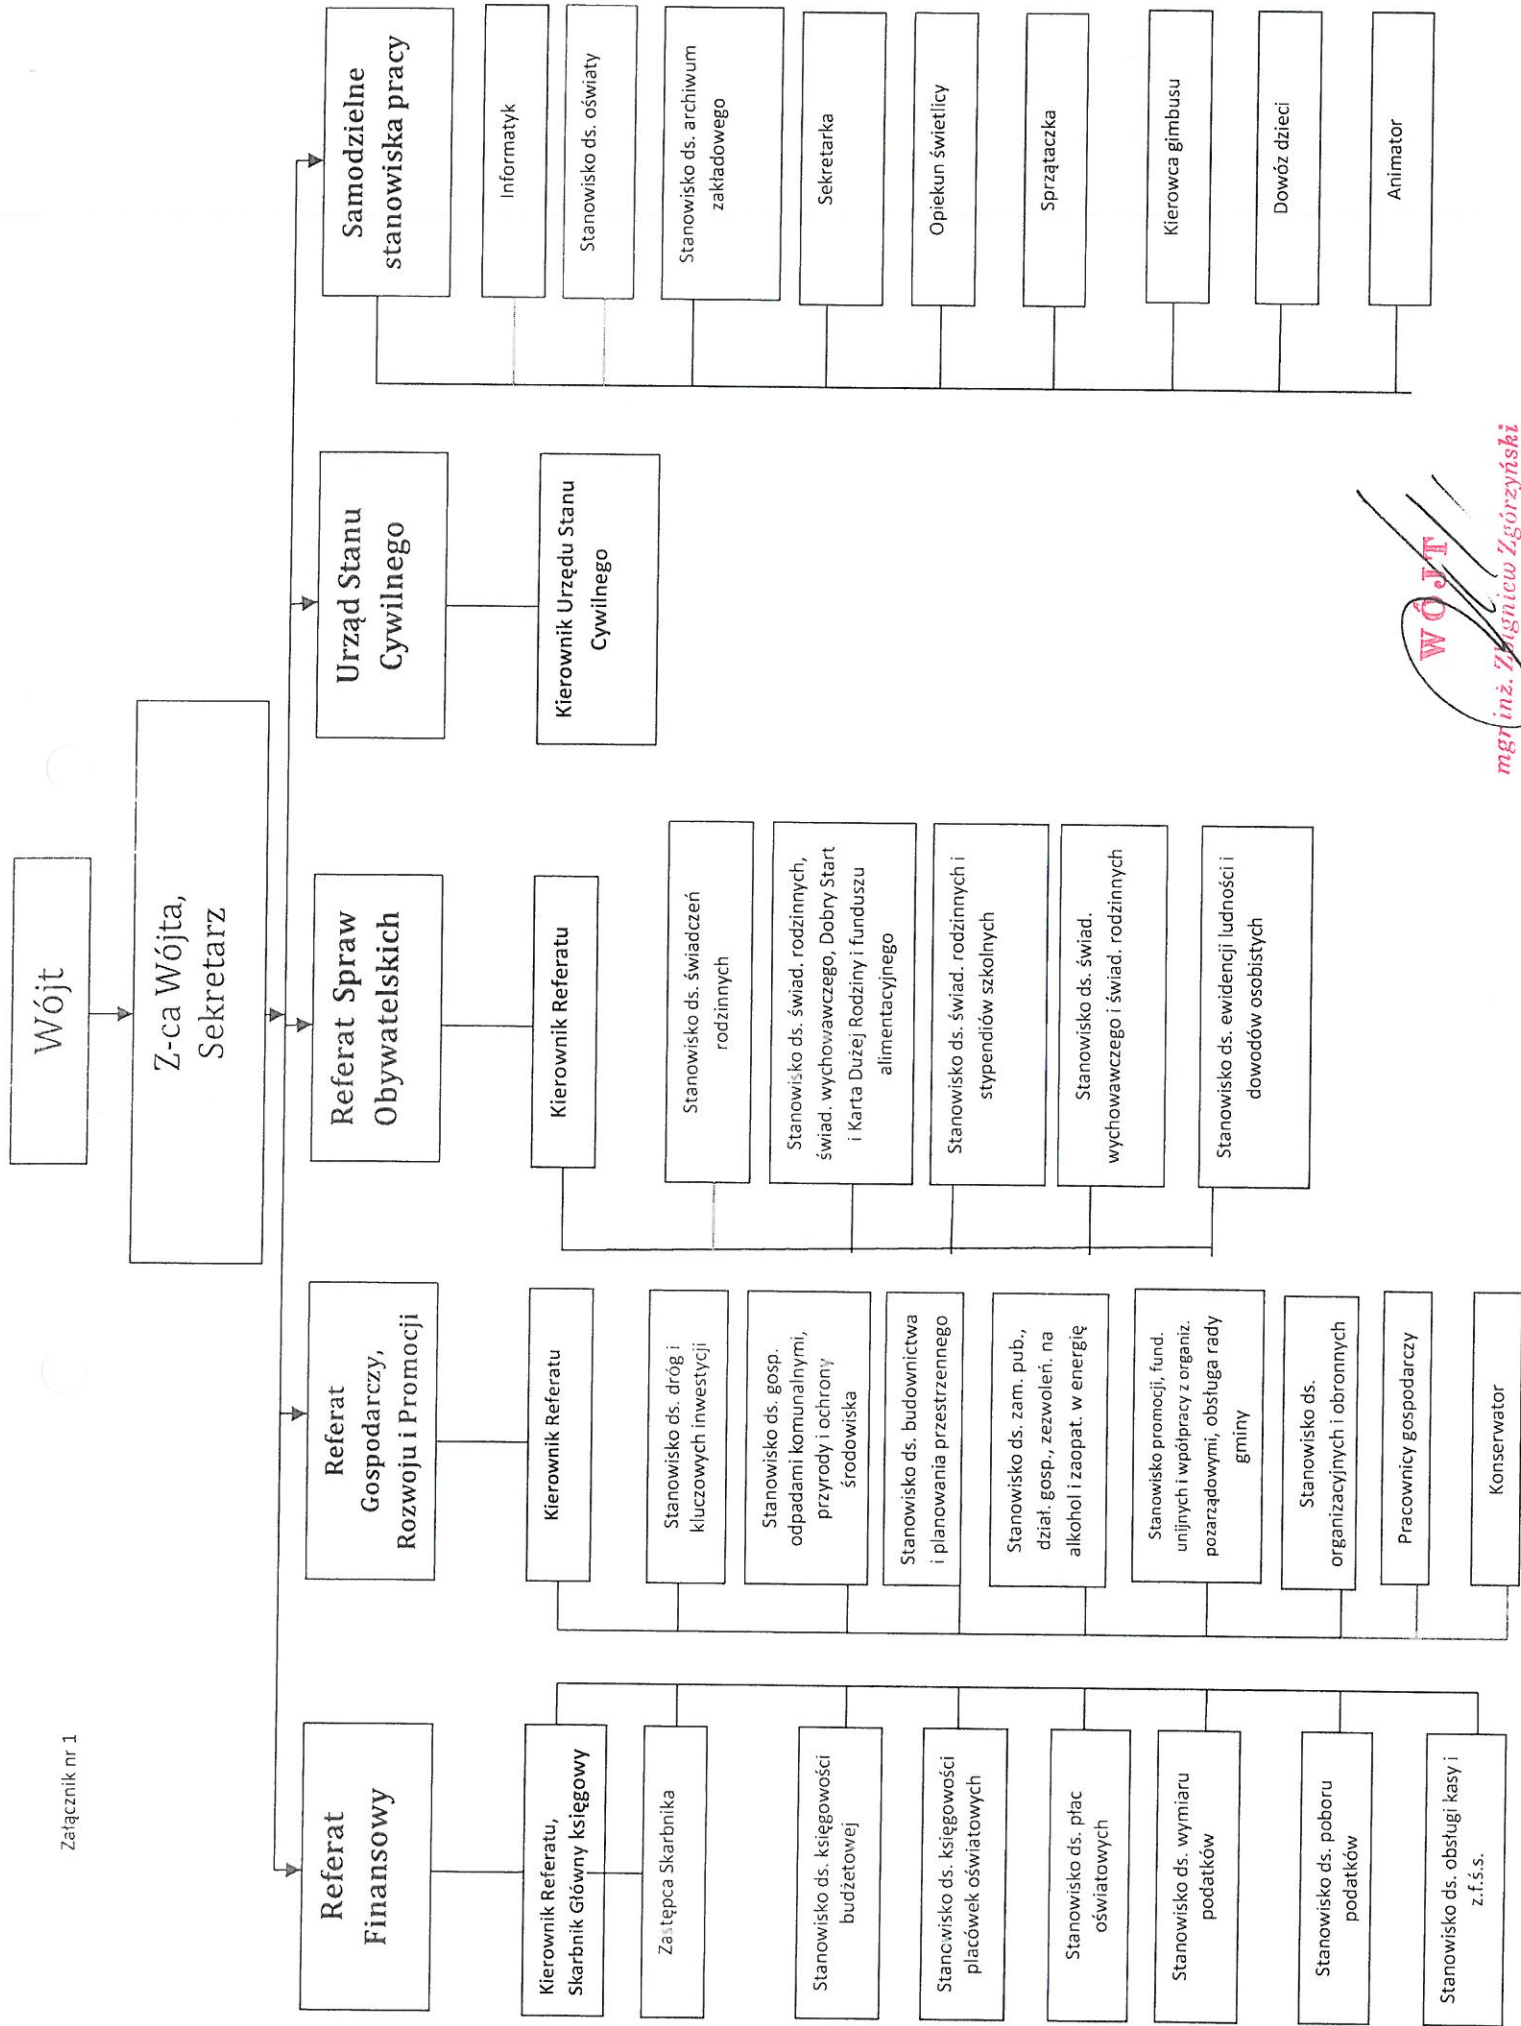 Załącznik nr 1
Wójt
Z-ca Wójta,
Sekretarz
Referat
Finansowy
Kierownik Referatu,
Skarbnik Główny księgowy
Zastępca Skarbnika
Stanowisko ds. księgowości
budżetowej
Stanowisko ds. księgowości
placówek oświatowych
Stanowisko ds. płac
oświatowych
Stanowisko ds. wymiaru
podatków
Stanowisko ds. poboru
podatków
Stanowisko ds. obsługi kasy i
z.f.ś.s.
Referat
Gospodarczy,
Rozwoju i Promocji
Kierownik Referatu
Stanowisko ds. dróg i
kluczowych inwestycji
Stanowisko ds. gosp.
odpadami komunalnymi,
przyrody i ochrony
środowiska
Stanowisko ds. budownictwa
i planowania przestrzennego
Stanowisko ds. zam. pub.,
dział. gosp., zezwoleń. na
alkohol i zaopat. w energię
Stanowisko promocji, fund.
unijnych i wpółpracy z organiz.
pozarządowymi, obsługa rady
gminy
Stanowisko ds.
organizacyjnych i obronnych
Pracownicy gospodarczy
Konserwator
Referat Spraw
Obywatelskich
Kierownik Referatu
Stanowisko ds. świadczeń
rodzinnych
Stanowisko ds. świad. rodzinnych,
świad. wychowawczego, Dobry Start
i Karta Dużej Rodziny i funduszu
alimentacyjnego
Stanowisko ds. świad. rodzinnych i
stypendiów szkolnych
Stanowisko ds. świad.
wychowawczego i świad. rodzinnych
Stanowisko ds. ewidencji ludności i
dowodów osobistych
Urząd Stanu
Cywilnego
Kierownik Urzędu Stanu
Cywilnego
Samodzielne
stanowiska pracy
Informatyk
Stanowisko ds. oświaty
Stanowisko ds. archiwum
zakładowego
Sekretarka
Opiekun świetlicy
Sprzątaczka
Kierowca gimbusu
Dowóz dzieci
Animator
WÓJT
mgr inż. Zbigniew Zgórzyński